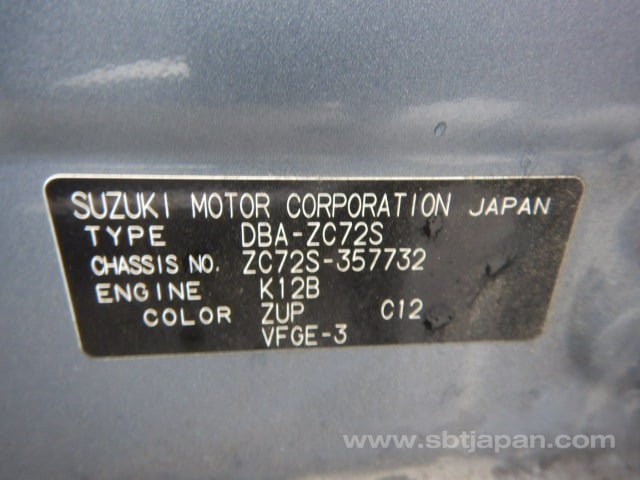 SUZUKI MOTOR CORPORATION JAPAN
TYPE DBA-ZC72S
CHASSIS NO. ZC72S-357732
ENGINE K12B
COLOR ZUP C12
VFGE-3
www.sbtjapan.com